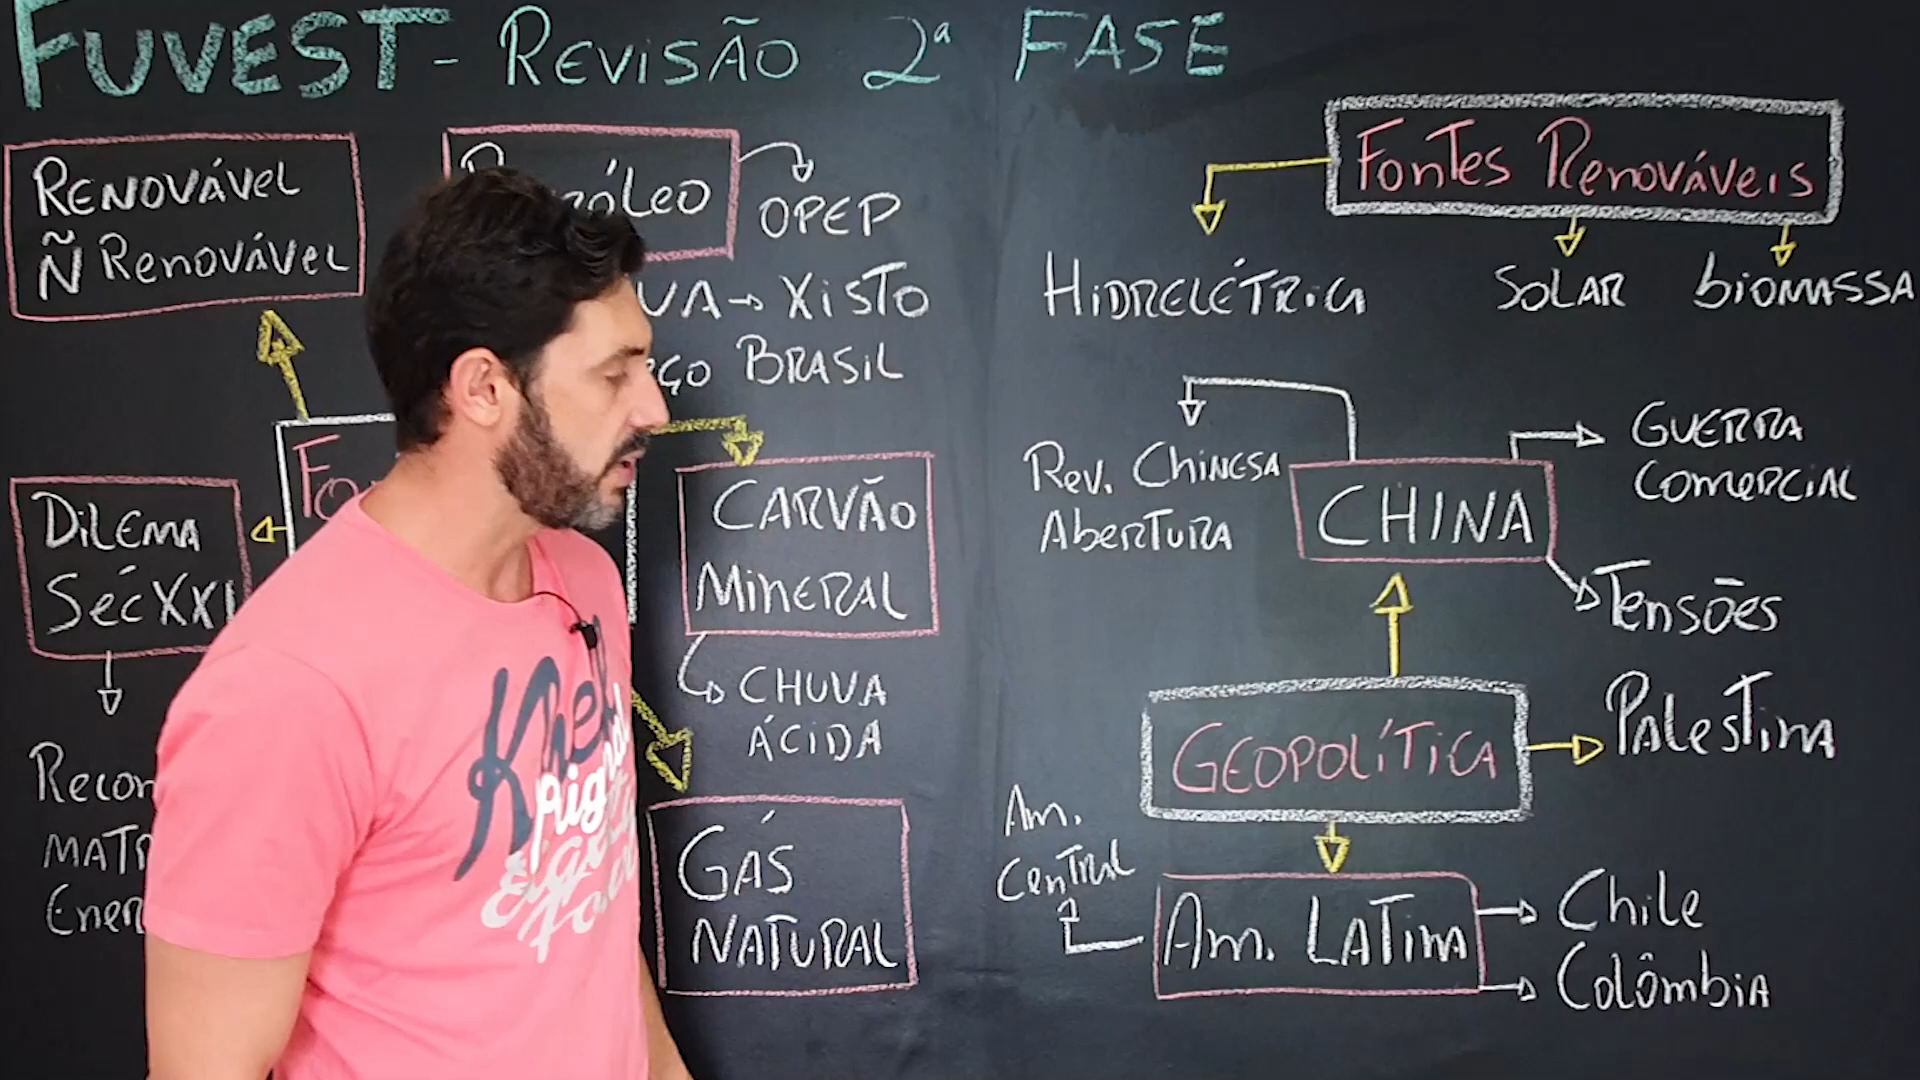 FUVEST - REVISÃO 2ª FASE
RENOVÁVEL
Ñ RENOVÁVEL
OPEP
XISTO
BRASIL
DILEMA
SÉC XXI
CARVÃO
MINERAL
CHUVA
ÁCIDA
GÁS
NATURAL
FONTES RENOVÁVEIS
HIDRELÉTRICA
SOLAR
BIOMASSA
REV. CHINESA
ABERTURA
CHINA
GUERRA
COMERCIAL
TENSÕES
GEOPOLÍTICA
PALESTINA
AM.
CENTRAL
AM. LATINA
CHILE
COLÔMBIA